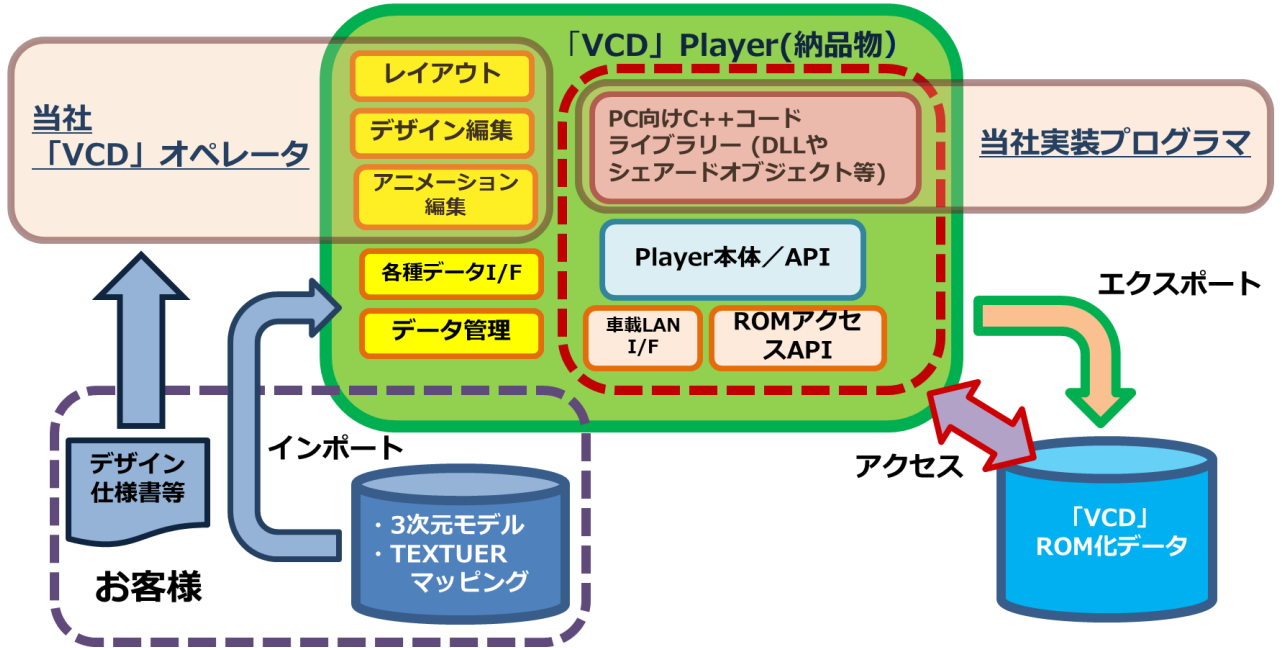 「VCD」Player(納品物）
当社
「VCD」オペレータ
レイアウト
デザイン編集
アニメーション
編集
各種データI/F
データ管理
PC向けC++コード
ライブラリー (DLLや
シェアードオブジェクト等)
当社実装プログラマ
Player本体／API
車載LAN
I/F
ROMアクセ
スAPI
エクスポート
アクセス
「VCD」
ROM化データ
インポート
デザイン
仕様書等
・3次元モデル
・TEXTUER
マッピング
お客様